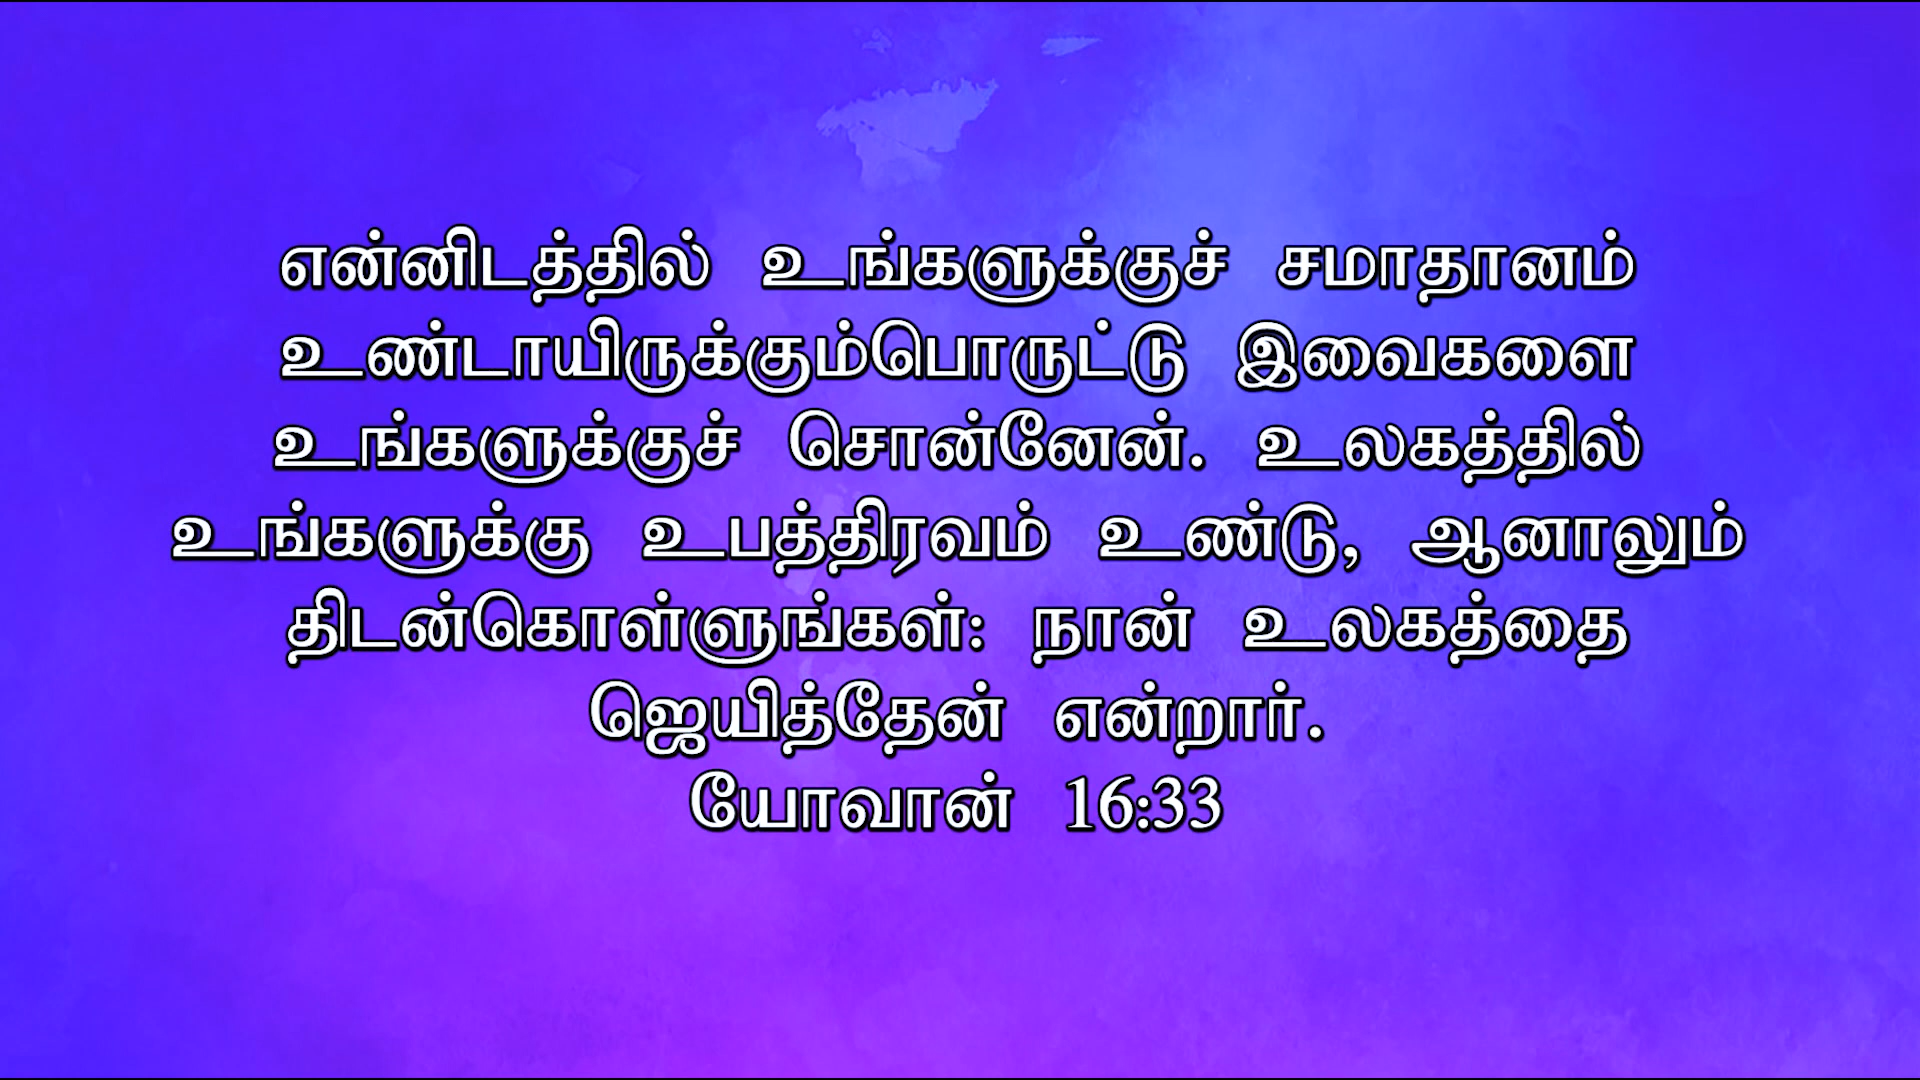 என்னிடத்தில் உங்களுக்குச் சமாதானம்
உண்டாயிருக்கும்பொருட்டு இவைகளை
உங்களுக்குச் சொன்னேன். உலகத்தில்
உங்களுக்கு உபத்திரவம் உண்டு, ஆனாலும்
திடன்கொள்ளுங்கள்: நான் உலகத்தை
ஜெயித்தேன் என்றார்.
யோவான் 16:33